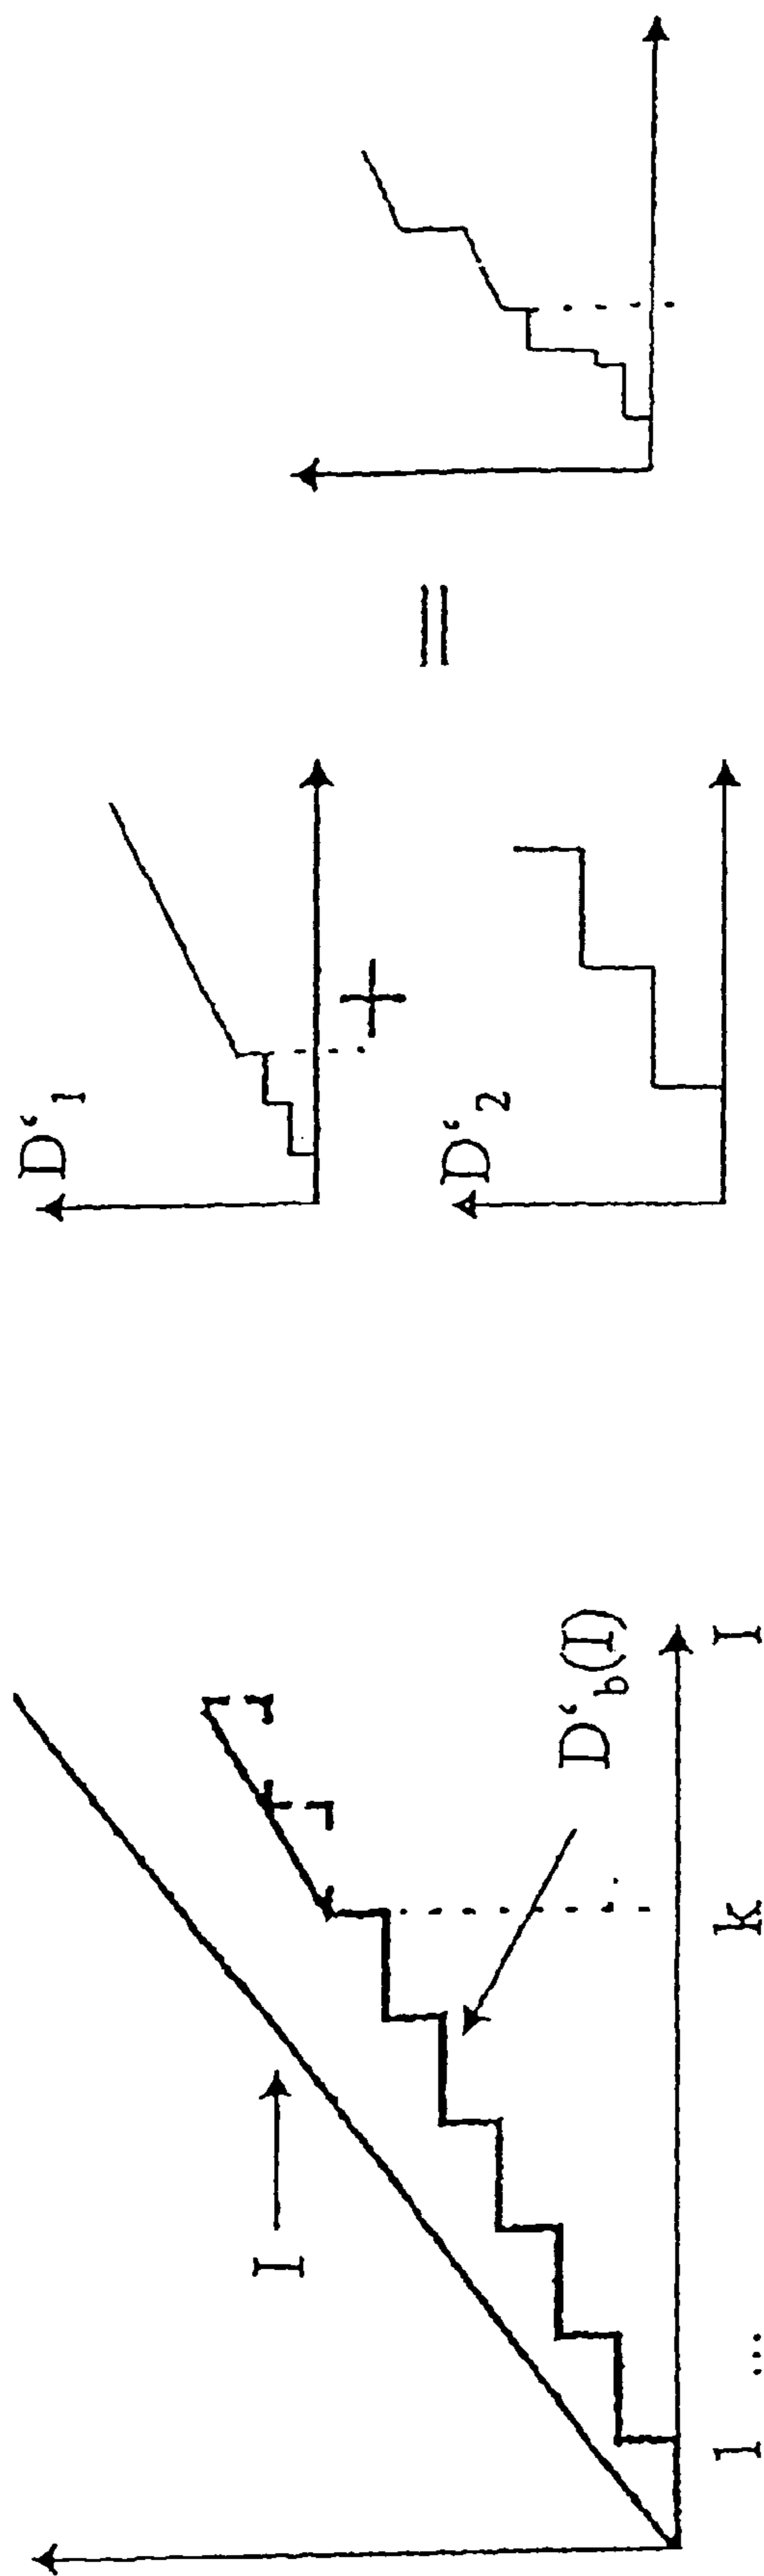 I
D‘b(I)
1 ... k I
D‘1
+
D‘2
=